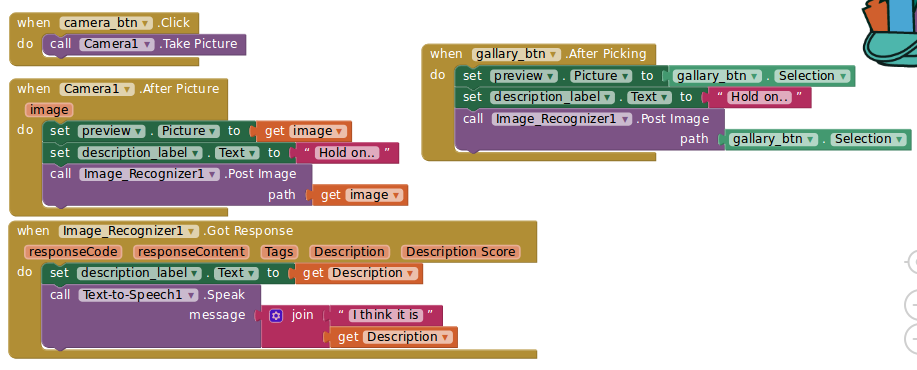 when camera_btn .Click
do call Camera1 .Take Picture
when Camera1 .After Picture
image
do set preview . Picture to get image
set description_label . Text to “ Hold on.. ”
call Image_Recognizer1 .Post Image
path get image
when gallary_btn .After Picking
do set preview . Picture to gallary_btn . Selection
set description_label . Text to “ Hold on.. ”
call Image_Recognizer1 .Post Image
path gallary_btn . Selection
when Image_Recognizer1 .Got Response
responseCode responseContent Tags Description Description Score
do set description_label . Text to get Description
call Text-to-Speech1 .Speak
message join “ I think it is ”
get Description